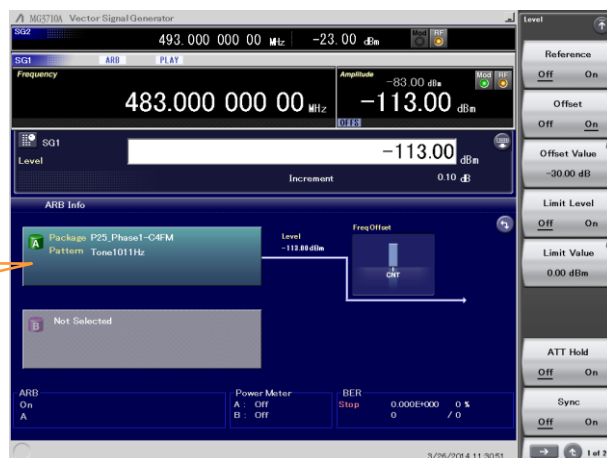 MG3710A Vector Signal Generator
SG2
493.000 000 00 MHz -23.00 dBm Mod RF
SG1 ARB PLAY
Frequency
Amplitude -83.00 dBm Mod RF
483.000 000 00 MHz -113.00 dBm
OFFS
SG1
Level
-113.00 dBm
Increment 0.10 dB
ARB Info
A Package P25_Phase1-C4FM
Pattern Tone1011Hz
Level
-113.00dBm
FreqOffset
CNT
B Not Selected
ARB
On
A
Power Meter
A : Off
B : Off
BER
Stop 0.000E+000 0 %
0 / 0
3/26/2014 11:30:51
Level
Reference
Off On
Offset
Off On
Offset Value
-30.00 dB
Limit Level
Off On
Limit Value
0.00 dBm
ATT Hold
Off On
Sync
Off On
1 of 2